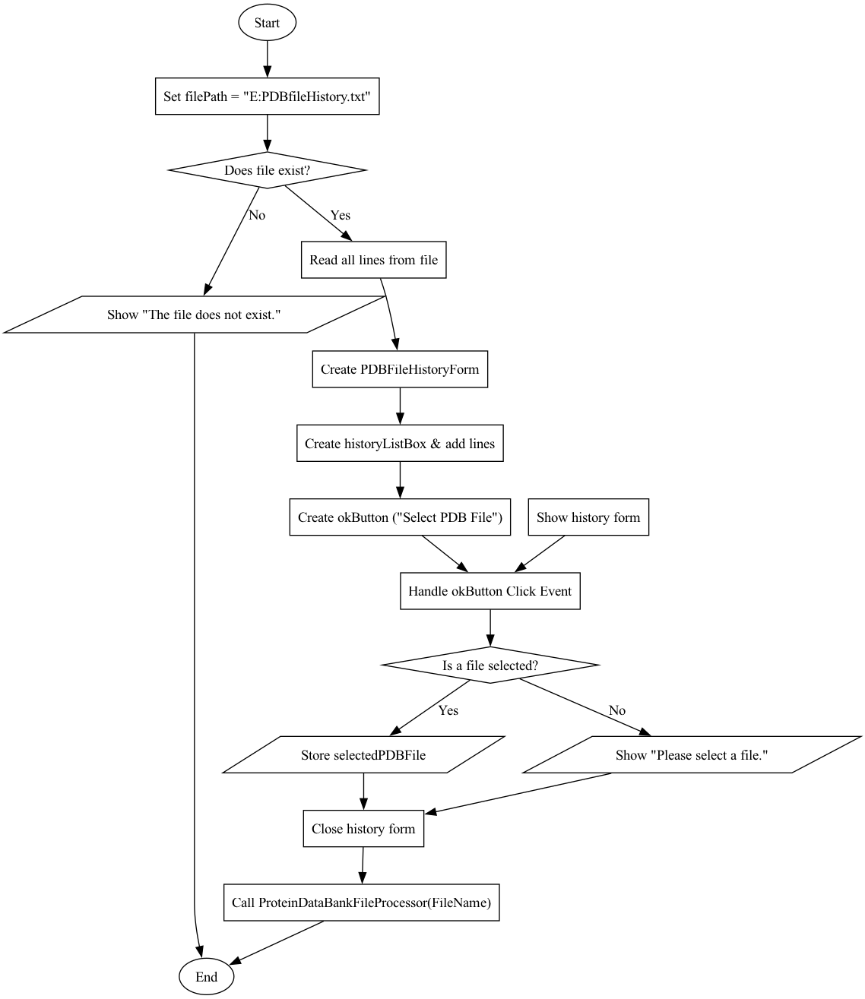 Start
Set filePath = "E:PDBfileHistory.txt"
Does file exist?
No
Yes
Read all lines from file
Show "The file does not exist."
Create PDBFileHistoryForm
Create historyListBox & add lines
Create okButton ("Select PDB File")
Show history form
Handle okButton Click Event
Is a file selected?
Yes
No
Store selectedPDBFile
Show "Please select a file."
Close history form
Call ProteinDataBankFileProcessor(FileName)
End